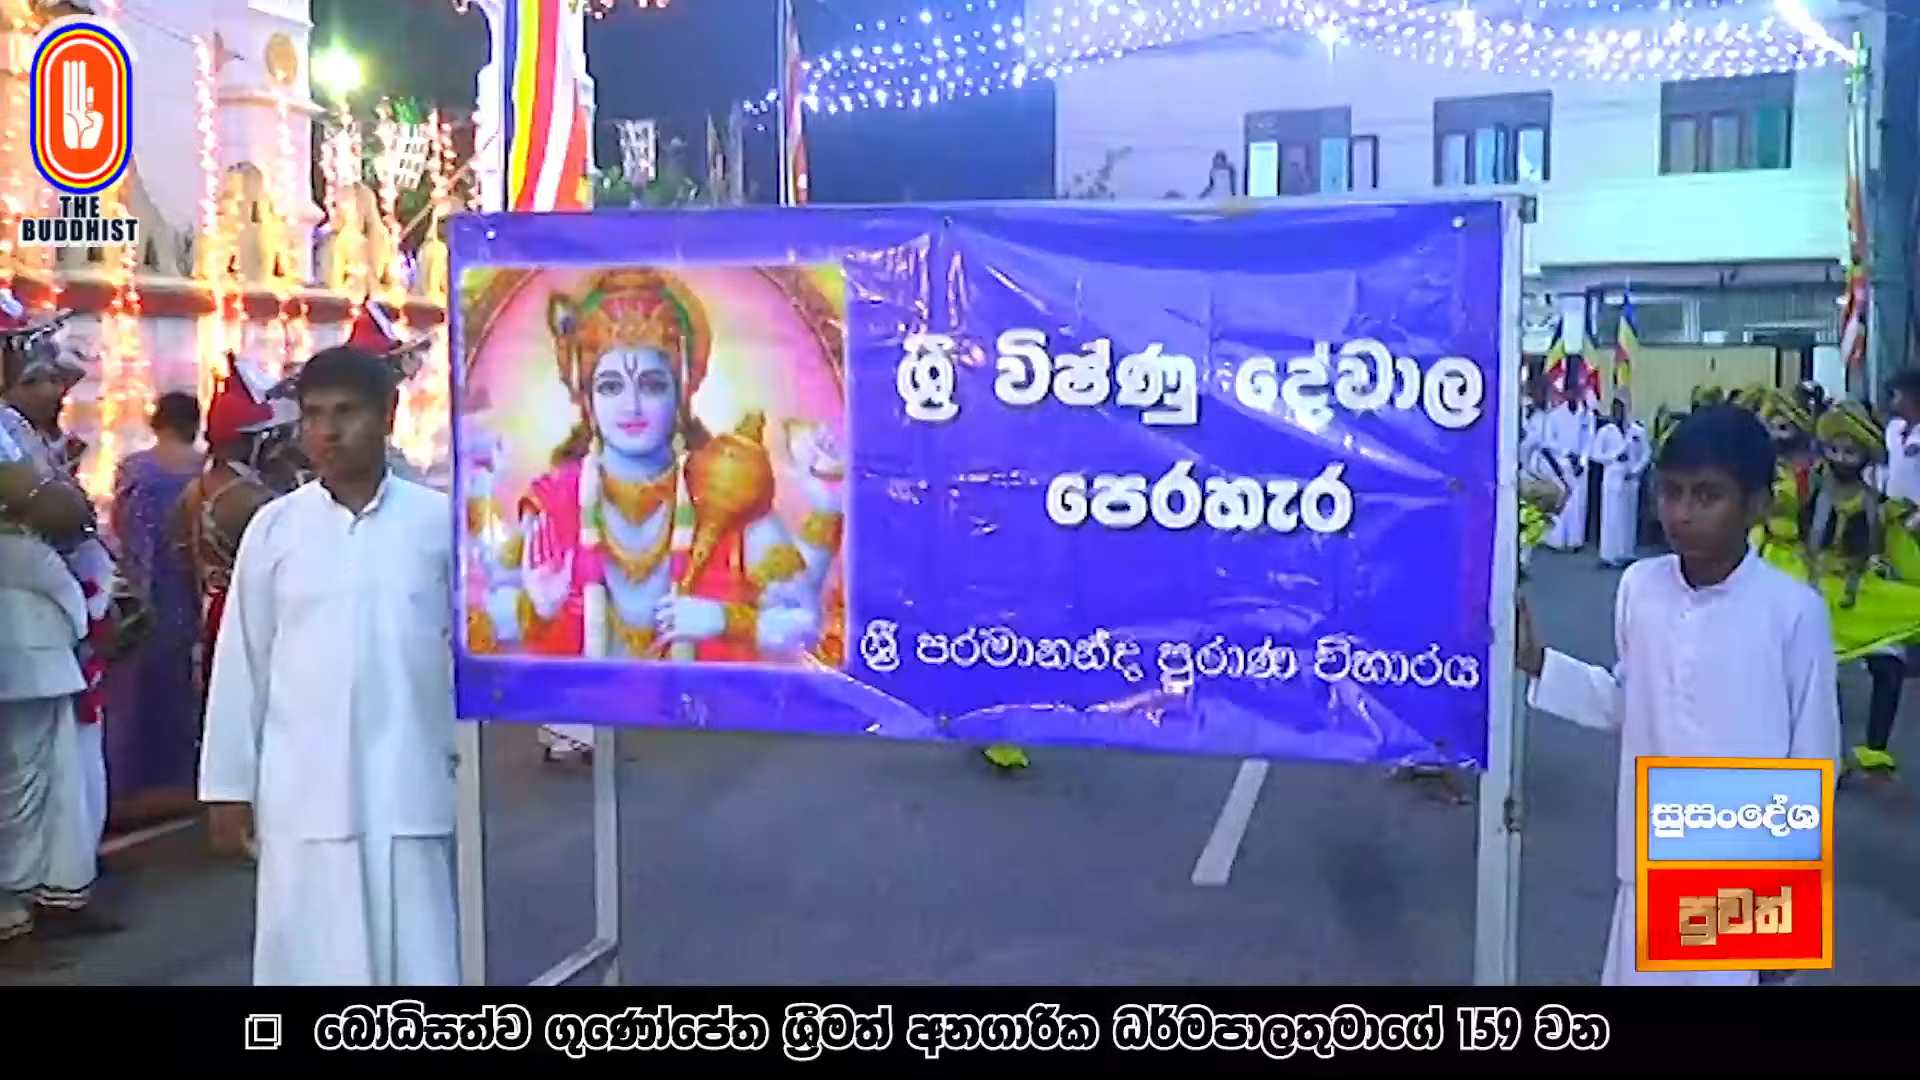 THE
BUDDHIST
ශ්‍රී විෂ්ණු දේවාල
පෙරහැර
ශ්‍රී පරමානන්ද පුරාණ විහාරය
සුසංදේශ
පුවත්
බෝධිසත්ව ගුණෝපේත ශ්‍රීමත් අනගාරික ධර්මපාලතුමාගේ 159 වන